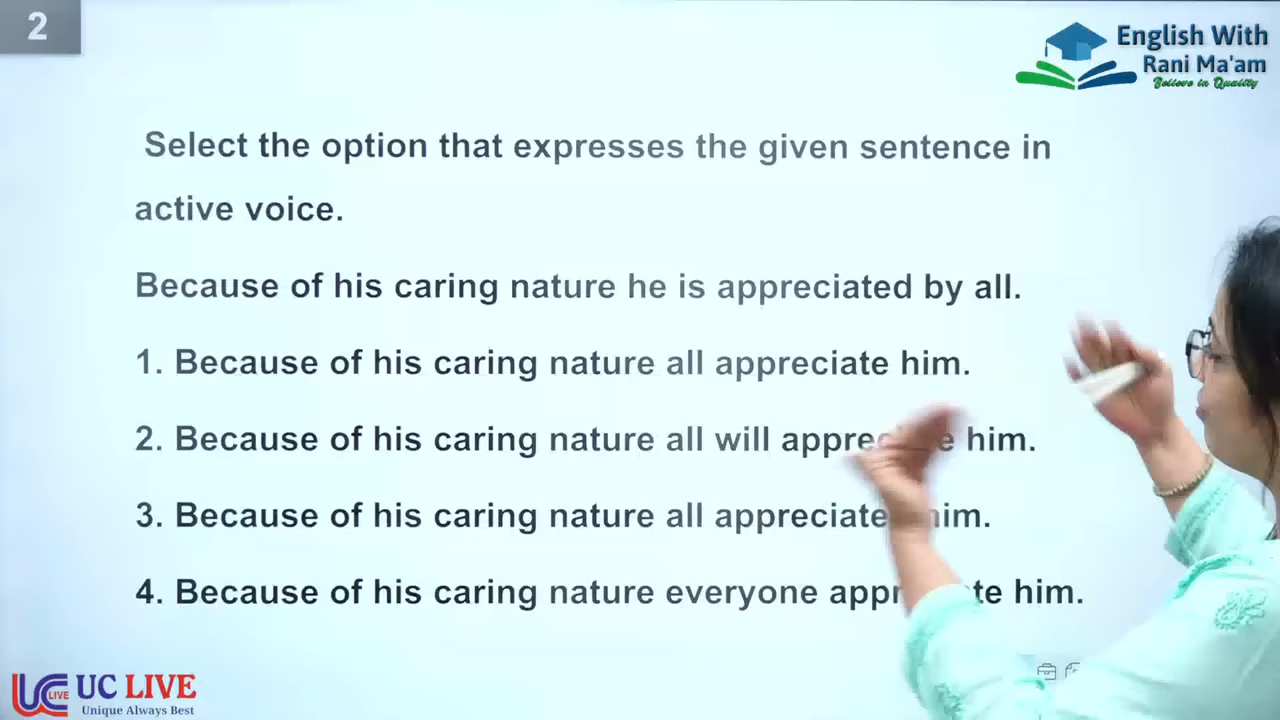 2
English With
Rani Ma'am
Believe in Quality
Select the option that expresses the given sentence in
active voice.
Because of his caring nature he is appreciated by all.
1. Because of his caring nature all appreciate him.
2. Because of his caring nature all will him.
3. Because of his caring nature all him.
4. Because of his caring nature everyone him.
UC LIVE
LIVE
Unique Always Best